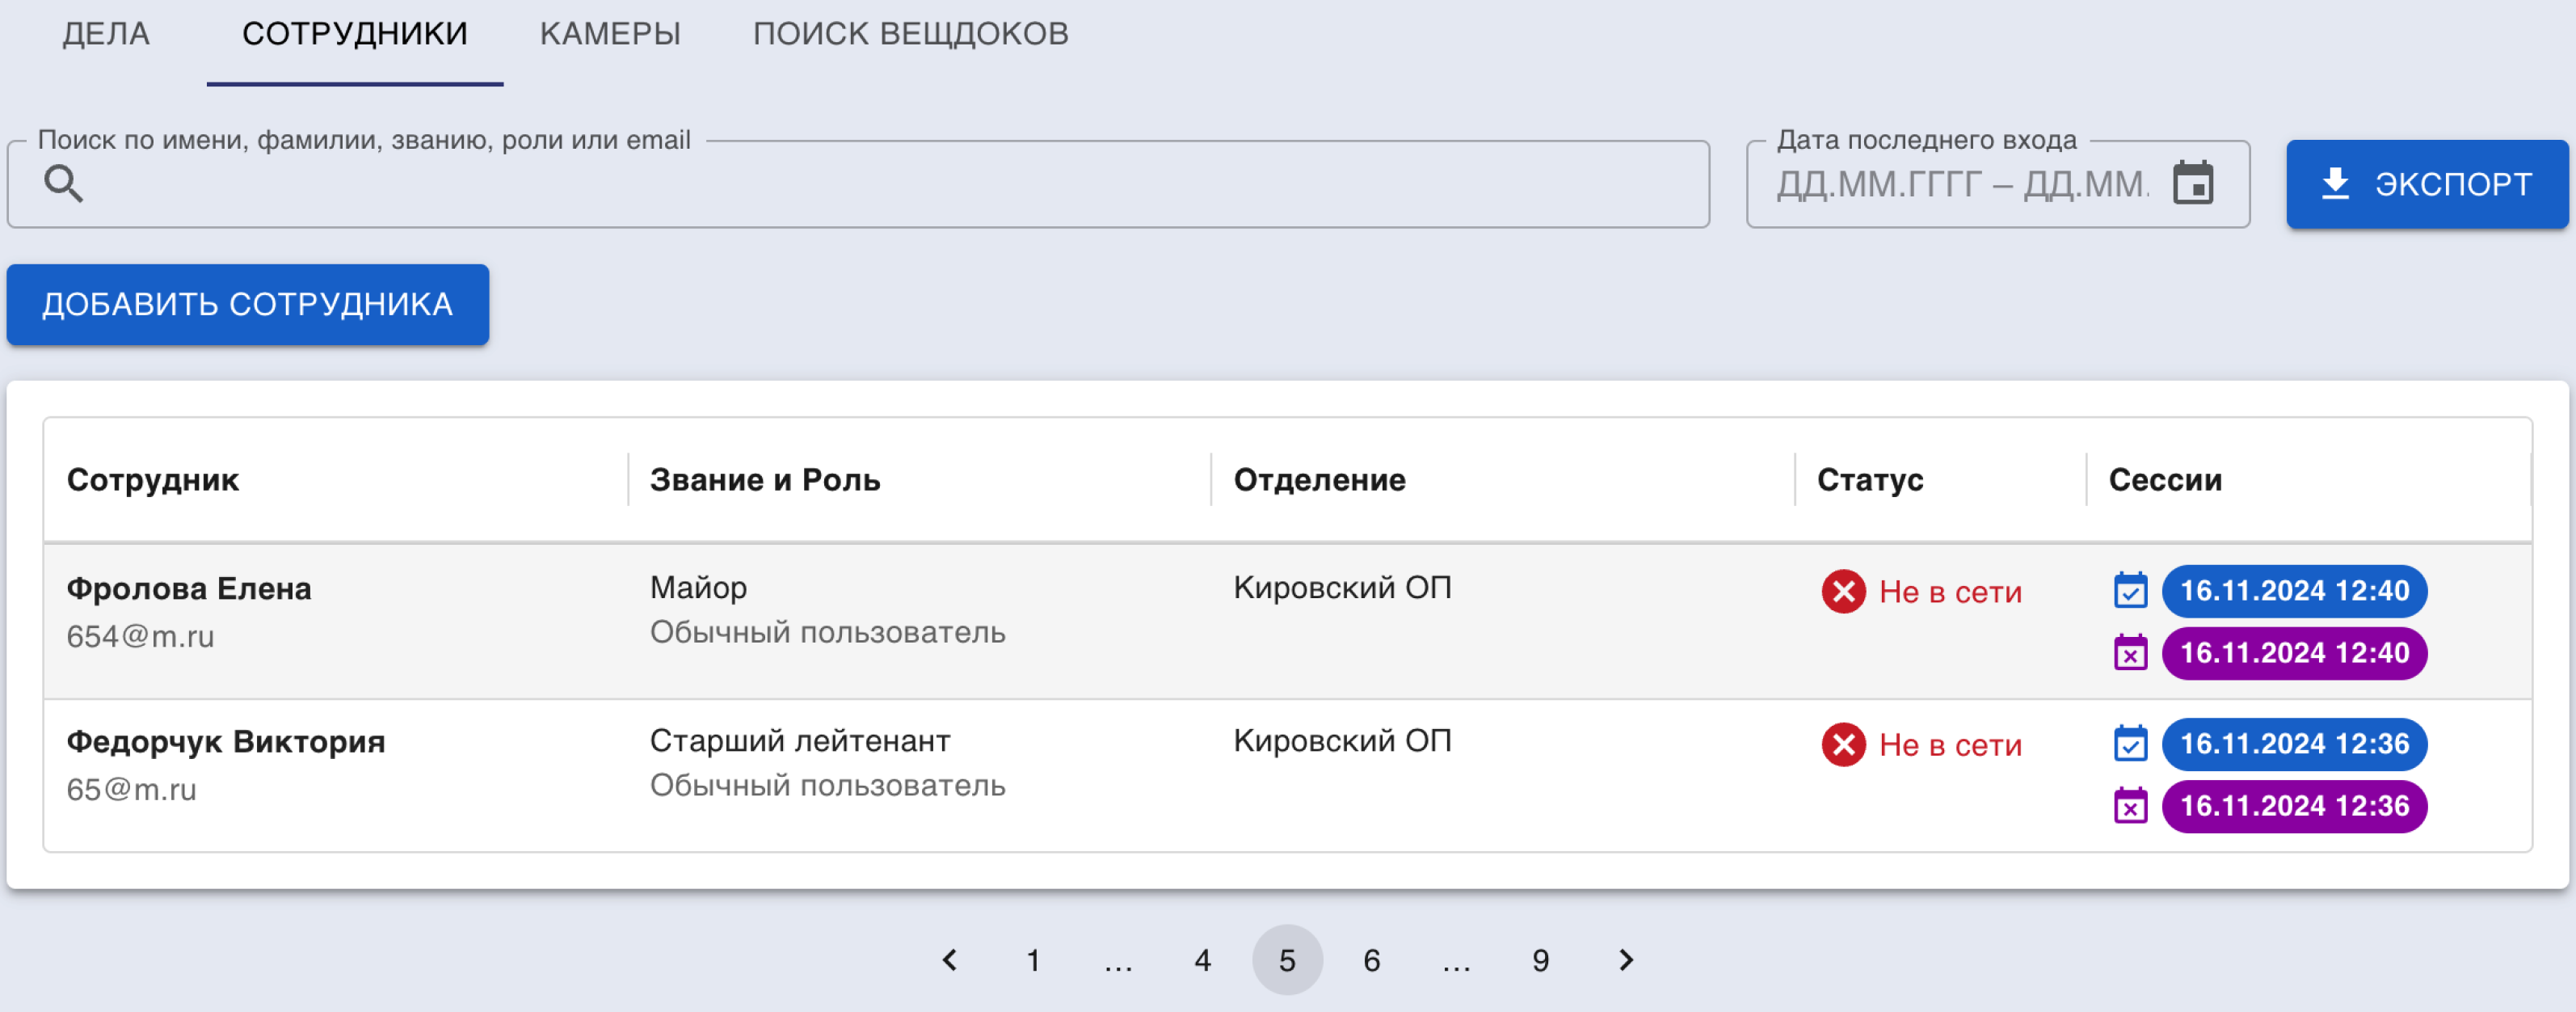 ДЕЛА СОТРУДНИКИ КАМЕРЫ ПОИСК ВЕЩДОКОВ
Поиск по имени, фамилии, званию, роли или email
Дата последнего входа
ДД.ММ.ГГГГ – ДД.ММ.
ЭКСПОРТ
ДОБАВИТЬ СОТРУДНИКА
Сотрудник Звание и Роль Отделение Статус Сессии
Фролова Елена Майор Кировский ОП Не в сети 16.11.2024 12:40
654@m.ru Обычный пользователь 16.11.2024 12:40
Федорчук Виктория Старший лейтенант Кировский ОП Не в сети 16.11.2024 12:36
65@m.ru Обычный пользователь 16.11.2024 12:36
1 ... 4 5 6 ... 9